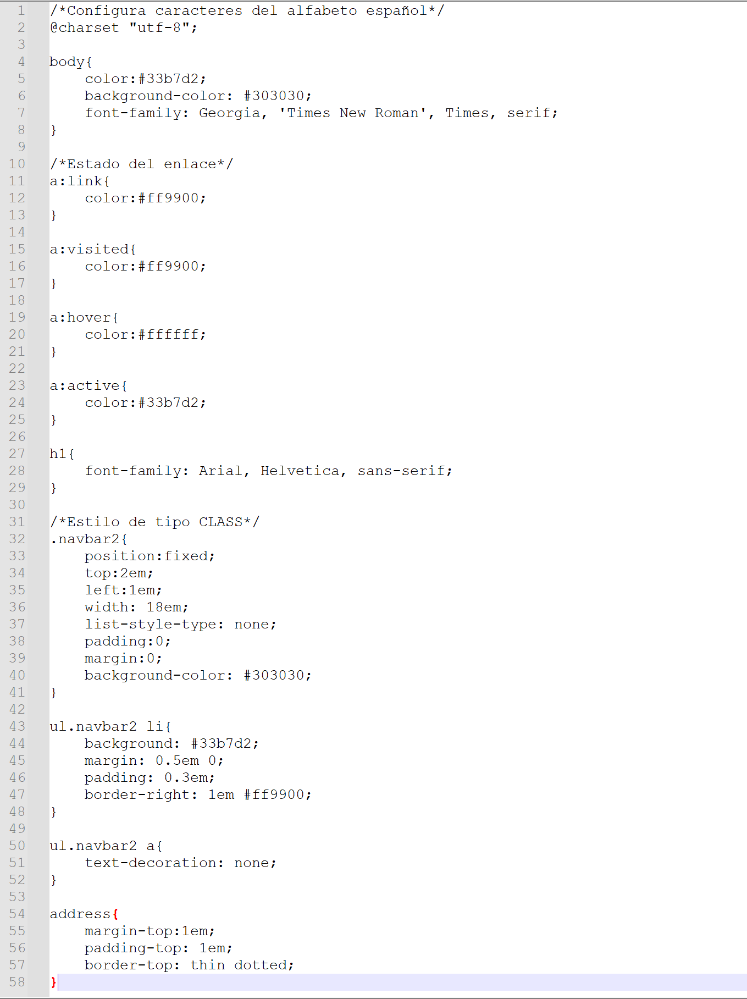 1 /*Configura caracteres del alfabeto español*/
2 @charset "utf-8";
3
4 body{
5     color:#33b7d2;
6     background-color: #303030;
7     font-family: Georgia, 'Times New Roman', Times, serif;
8 }
9
10 /*Estado del enlace*/
11 a:link{
12     color:#ff9900;
13 }
14
15 a:visited{
16     color:#ff9900;
17 }
18
19 a:hover{
20     color:#ffffff;
21 }
22
23 a:active{
24     color:#33b7d2;
25 }
26
27 h1{
28     font-family: Arial, Helvetica, sans-serif;
29 }
30
31 /*Estilo de tipo CLASS*/
32 .navbar2{
33     position:fixed;
34     top:2em;
35     left:1em;
36     width: 18em;
37     list-style-type: none;
38     padding:0;
39     margin:0;
40     background-color: #303030;
41 }
42
43 ul.navbar2 li{
44     background: #33b7d2;
45     margin: 0.5em 0;
46     padding: 0.3em;
47     border-right: 1em #ff9900;
48 }
49
50 ul.navbar2 a{
51     text-decoration: none;
52 }
53
54 address{
55     margin-top:1em;
56     padding-top: 1em;
57     border-top: thin dotted;
58 }